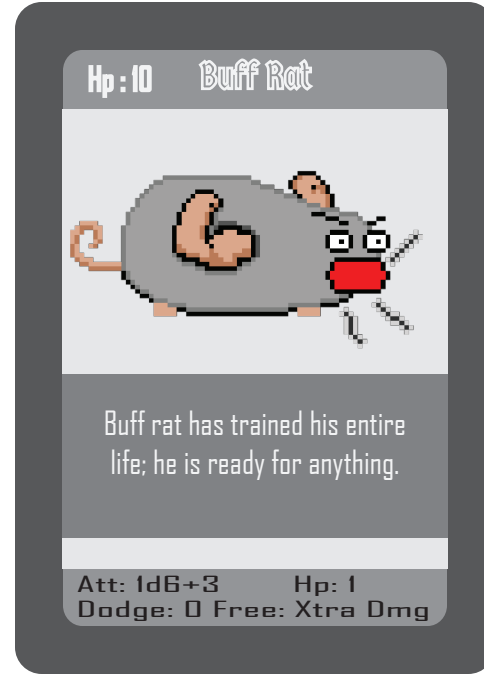 Hp : 10 Buff Rat
Buff rat has trained his entire
life; he is ready for anything.
Att: 1d6+3 Hp: 1
Dodge: 0 Free: Xtra Dmg